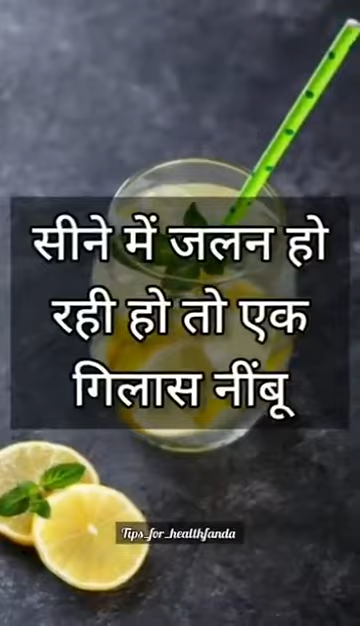 सीने में जलन हो
रही हो तो एक
गिलास नींबू
Tips_for_healthfanda